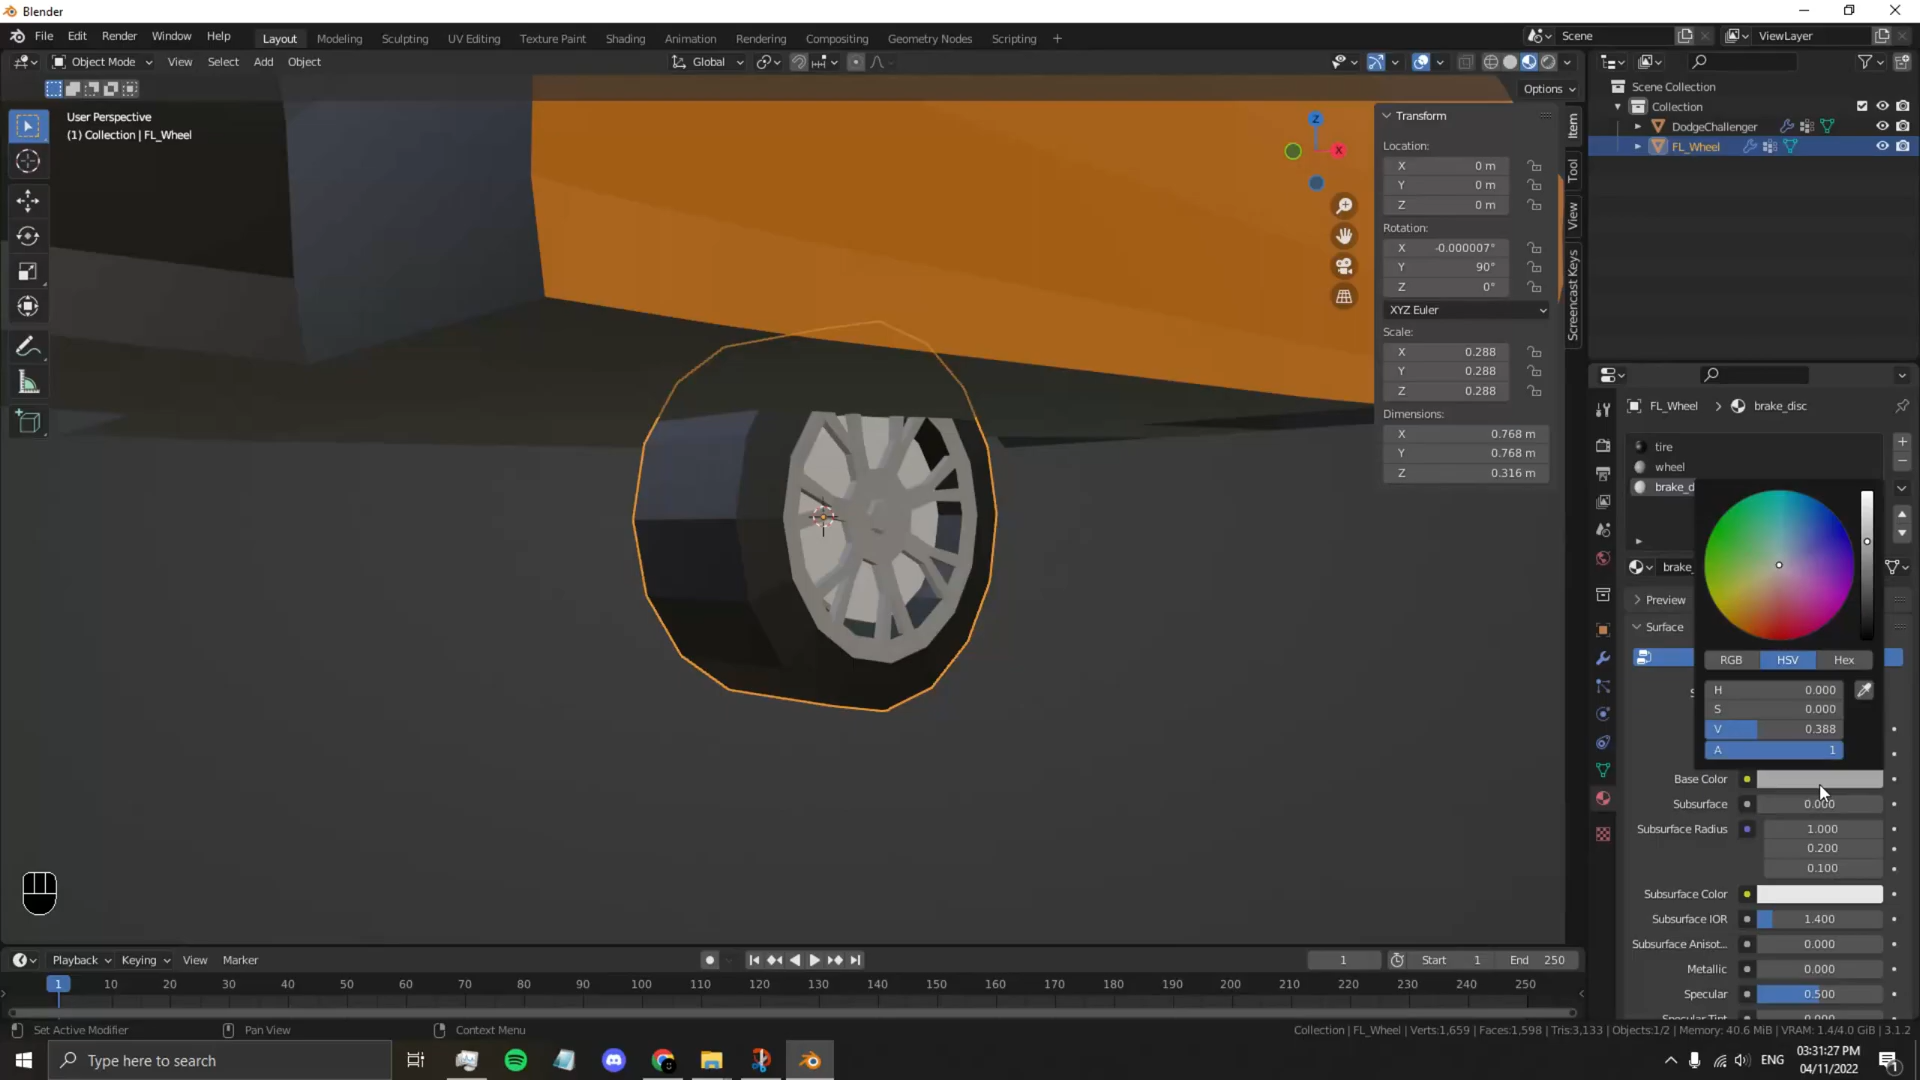 Blender
File Edit Render Window Help Layout Modeling Sculpting UV Editing Texture Paint Shading Animation Rendering Compositing Geometry Nodes Scripting + Scene ViewLayer
Object Mode View Select Add Object Global
Options
User Perspective
(1) Collection | FL_Wheel
Transform
Location:
X 0 m
Y 0 m
Z 0 m
Rotation:
X -0.000007°
Y 90°
Z 0°
XYZ Euler
Scale:
X 0.288
Y 0.288
Z 0.288
Dimensions:
X 0.768 m
Y 0.768 m
Z 0.316 m
Item
Tool
View
Screencast Keys
Z
X
Scene Collection
Collection
DodgeChallenger
FL_Wheel
FL_Wheel > brake_disc
tire
wheel
brake_d
brake_
Preview
Surface
RGB HSV Hex
H 0.000
S 0.000
V 0.388
A 1
Base Color
Subsurface 0.000
Subsurface Radius 1.000
0.200
0.100
Subsurface Color
Subsurface IOR 1.400
Subsurface Anisot... 0.000
Metallic 0.000
Specular 0.500
Playback Keying View Marker 1 Start 1 End 250
1 10 20 30 40 50 60 70 80 90 100 110 120 130 140 150 160 170 180 190 200 210 220 230 240 250
Set Active Modifier Pan View Context Menu Collection | FL_Wheel | Verts:1,659 | Faces:1,598 | Tris:3,133 | Objects:1/2 | Memory: 40.6 MiB | VRAM: 1.4/4.0 GiB | 3.1.2
Type here to search
ENG
03:31:27 PM
04/11/2022
1